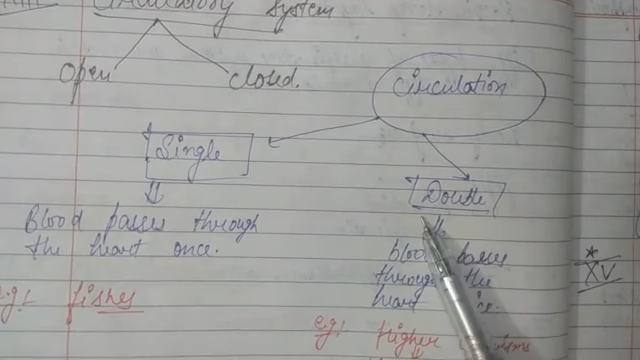 Circulatory System
Open
Closed.
Circulation
Single
Double
Blood passes through
the heart once.
Blood passes
through the
heart
e.g! fishes
e.g! Higher
XV